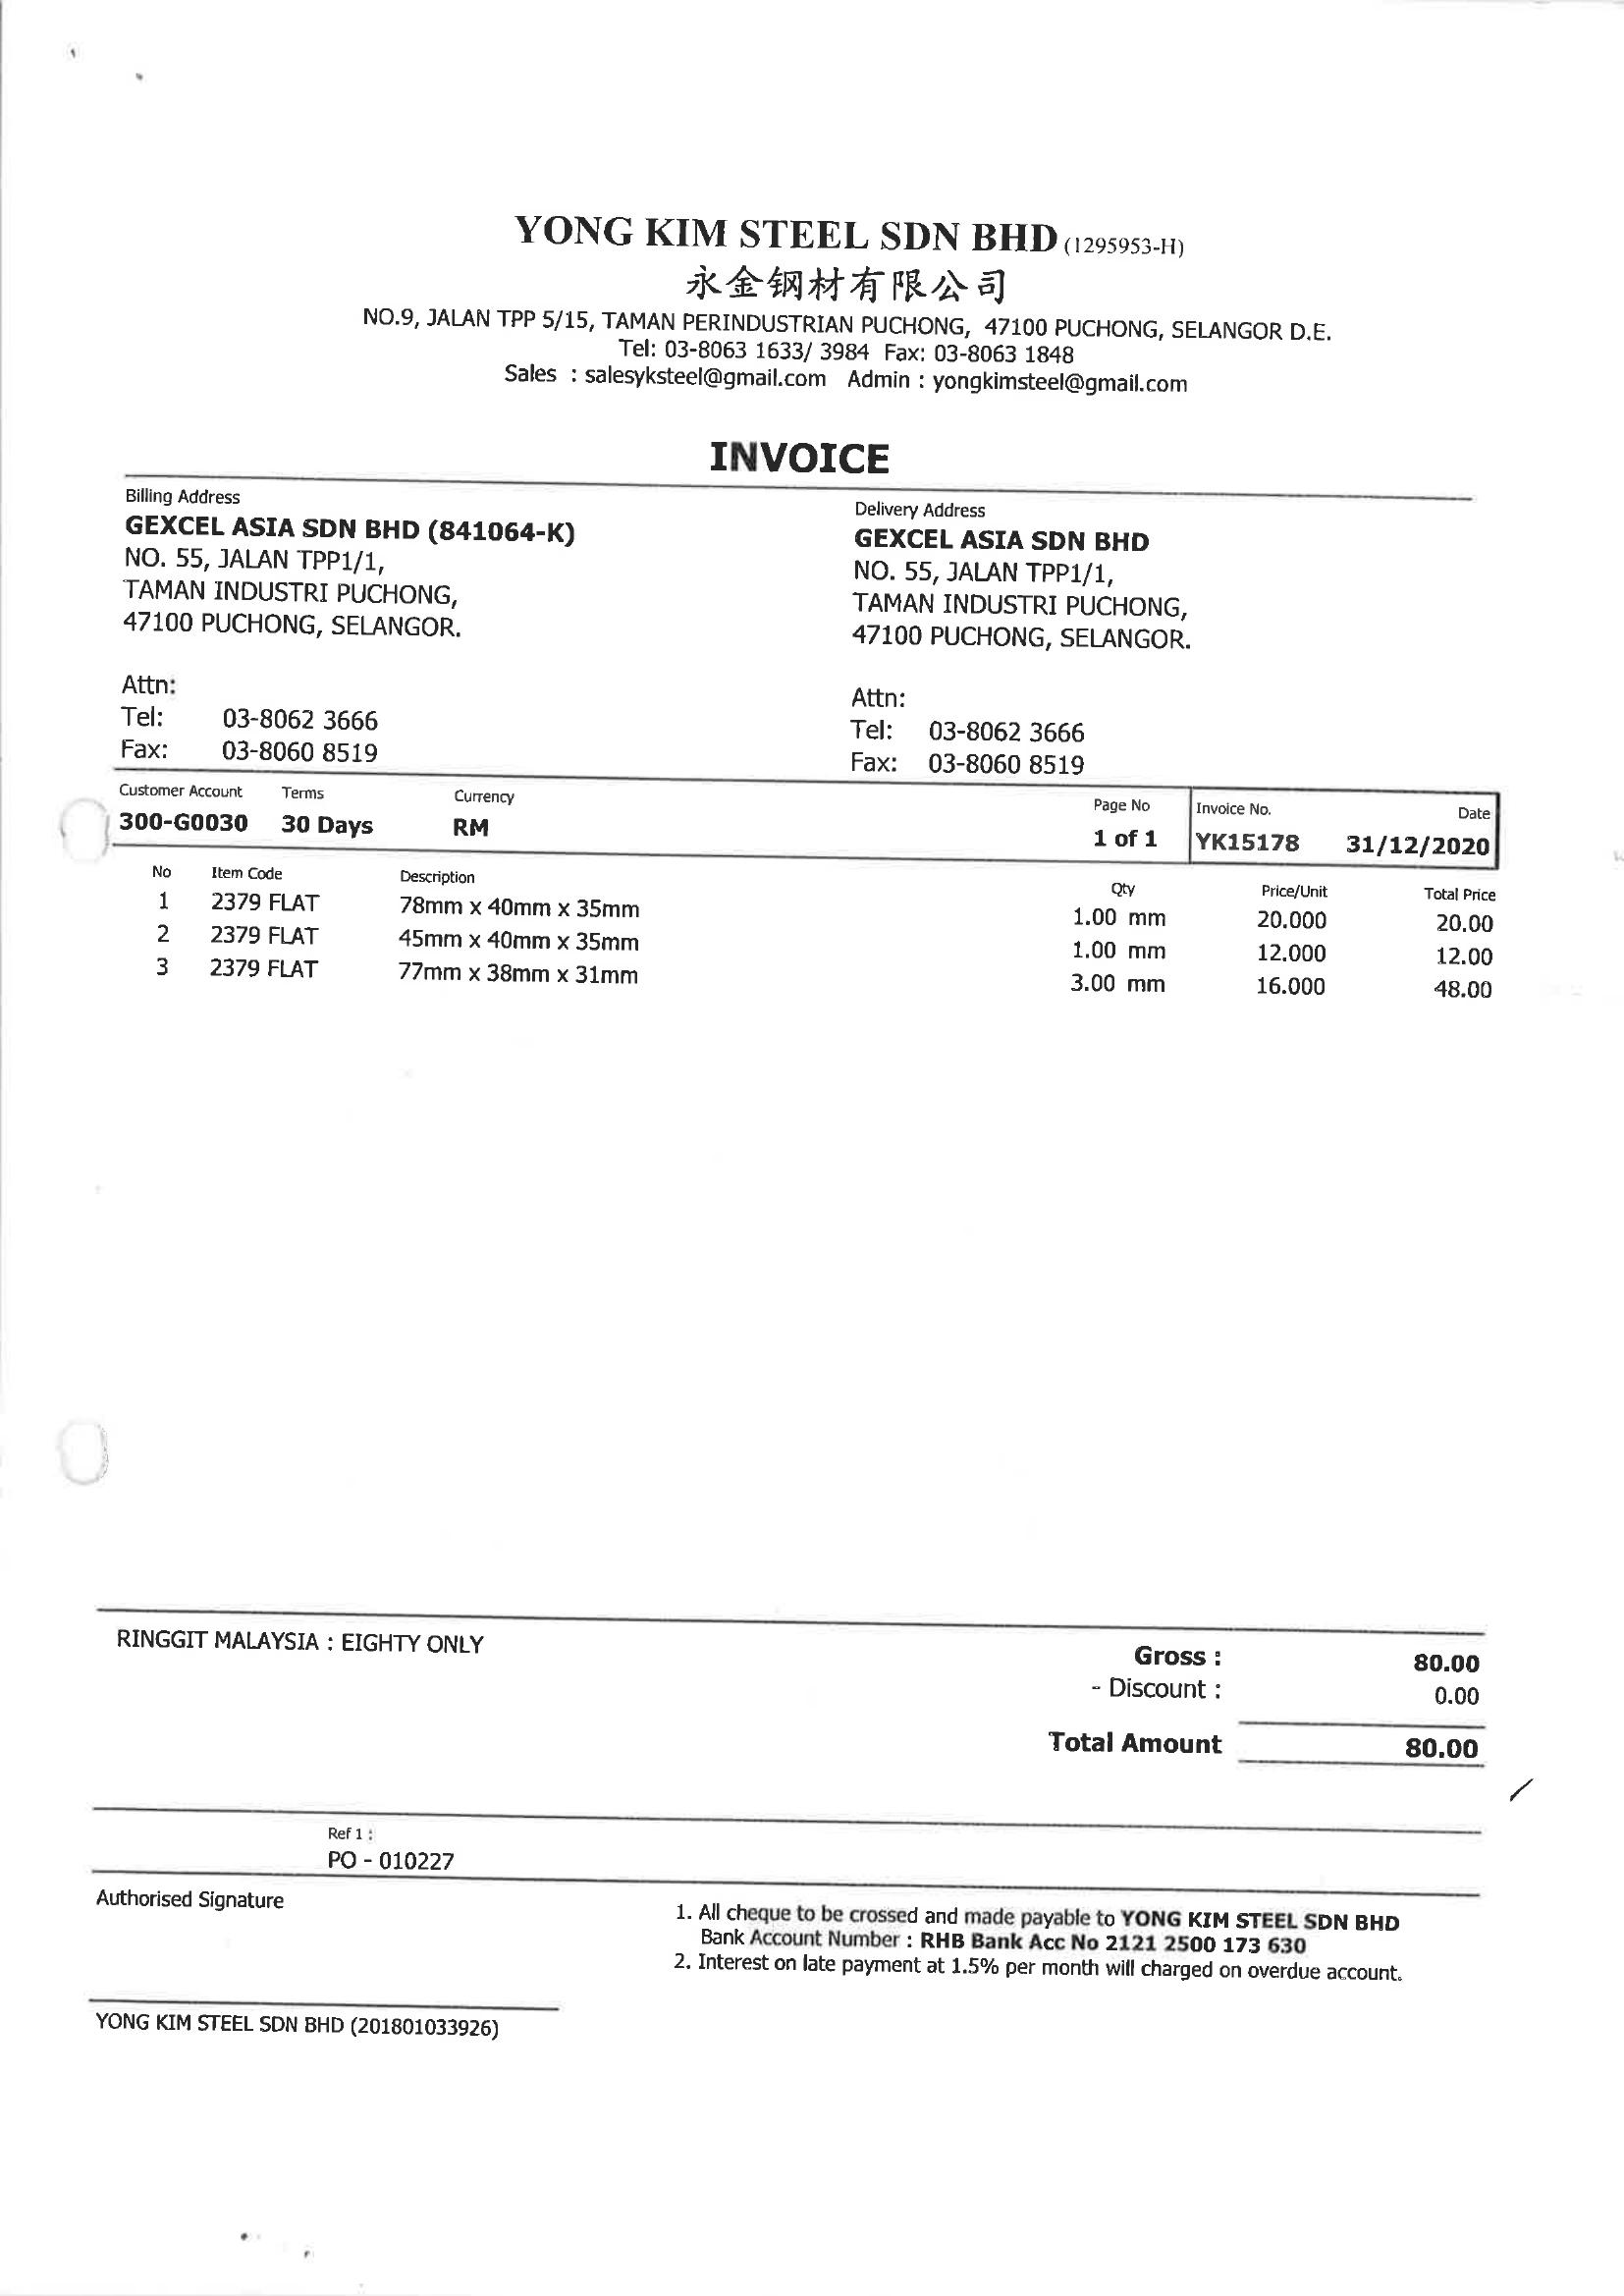 YONG KIM STEEL SDN BHD (1295953-H)
永金钢材有限公司
NO.9, JALAN TPP 5/15, TAMAN PERINDUSTRIAN PUCHONG, 47100 PUCHONG, SELANGOR D.E.
Tel: 03-8063 1633/ 3984 Fax: 03-8063 1848
Sales : salesyksteel@gmail.com Admin : yongkimsteel@gmail.com
INVOICE
Billing Address
GEXCEL ASIA SDN BHD (841064-K)
NO. 55, JALAN TPP1/1,
TAMAN INDUSTRI PUCHONG,
47100 PUCHONG, SELANGOR.
Attn:
Tel: 03-8062 3666
Fax: 03-8060 8519
Delivery Address
GEXCEL ASIA SDN BHD
NO. 55, JALAN TPP1/1,
TAMAN INDUSTRI PUCHONG,
47100 PUCHONG, SELANGOR.
Attn:
Tel: 03-8062 3666
Fax: 03-8060 8519
Customer Account Terms Currency Page No Invoice No. Date
300-G0030 30 Days RM 1 of 1 YK15178 31/12/2020
No Item Code Description Qty Price/Unit Total Price
1 2379 FLAT 78mm x 40mm x 35mm 1.00 mm 20.000 20.00
2 2379 FLAT 45mm x 40mm x 35mm 1.00 mm 12.000 12.00
3 2379 FLAT 77mm x 38mm x 31mm 3.00 mm 16.000 48.00
RINGGIT MALAYSIA : EIGHTY ONLY
Gross : 80.00
- Discount : 0.00
Total Amount 80.00
Ref 1 :
PO - 010227
Authorised Signature
1. All cheque to be crossed and made payable to YONG KIM STEEL SDN BHD
Bank Account Number : RHB Bank Acc No 2121 2500 173 630
2. Interest on late payment at 1.5% per month will charged on overdue account.
YONG KIM STEEL SDN BHD (201801033926)